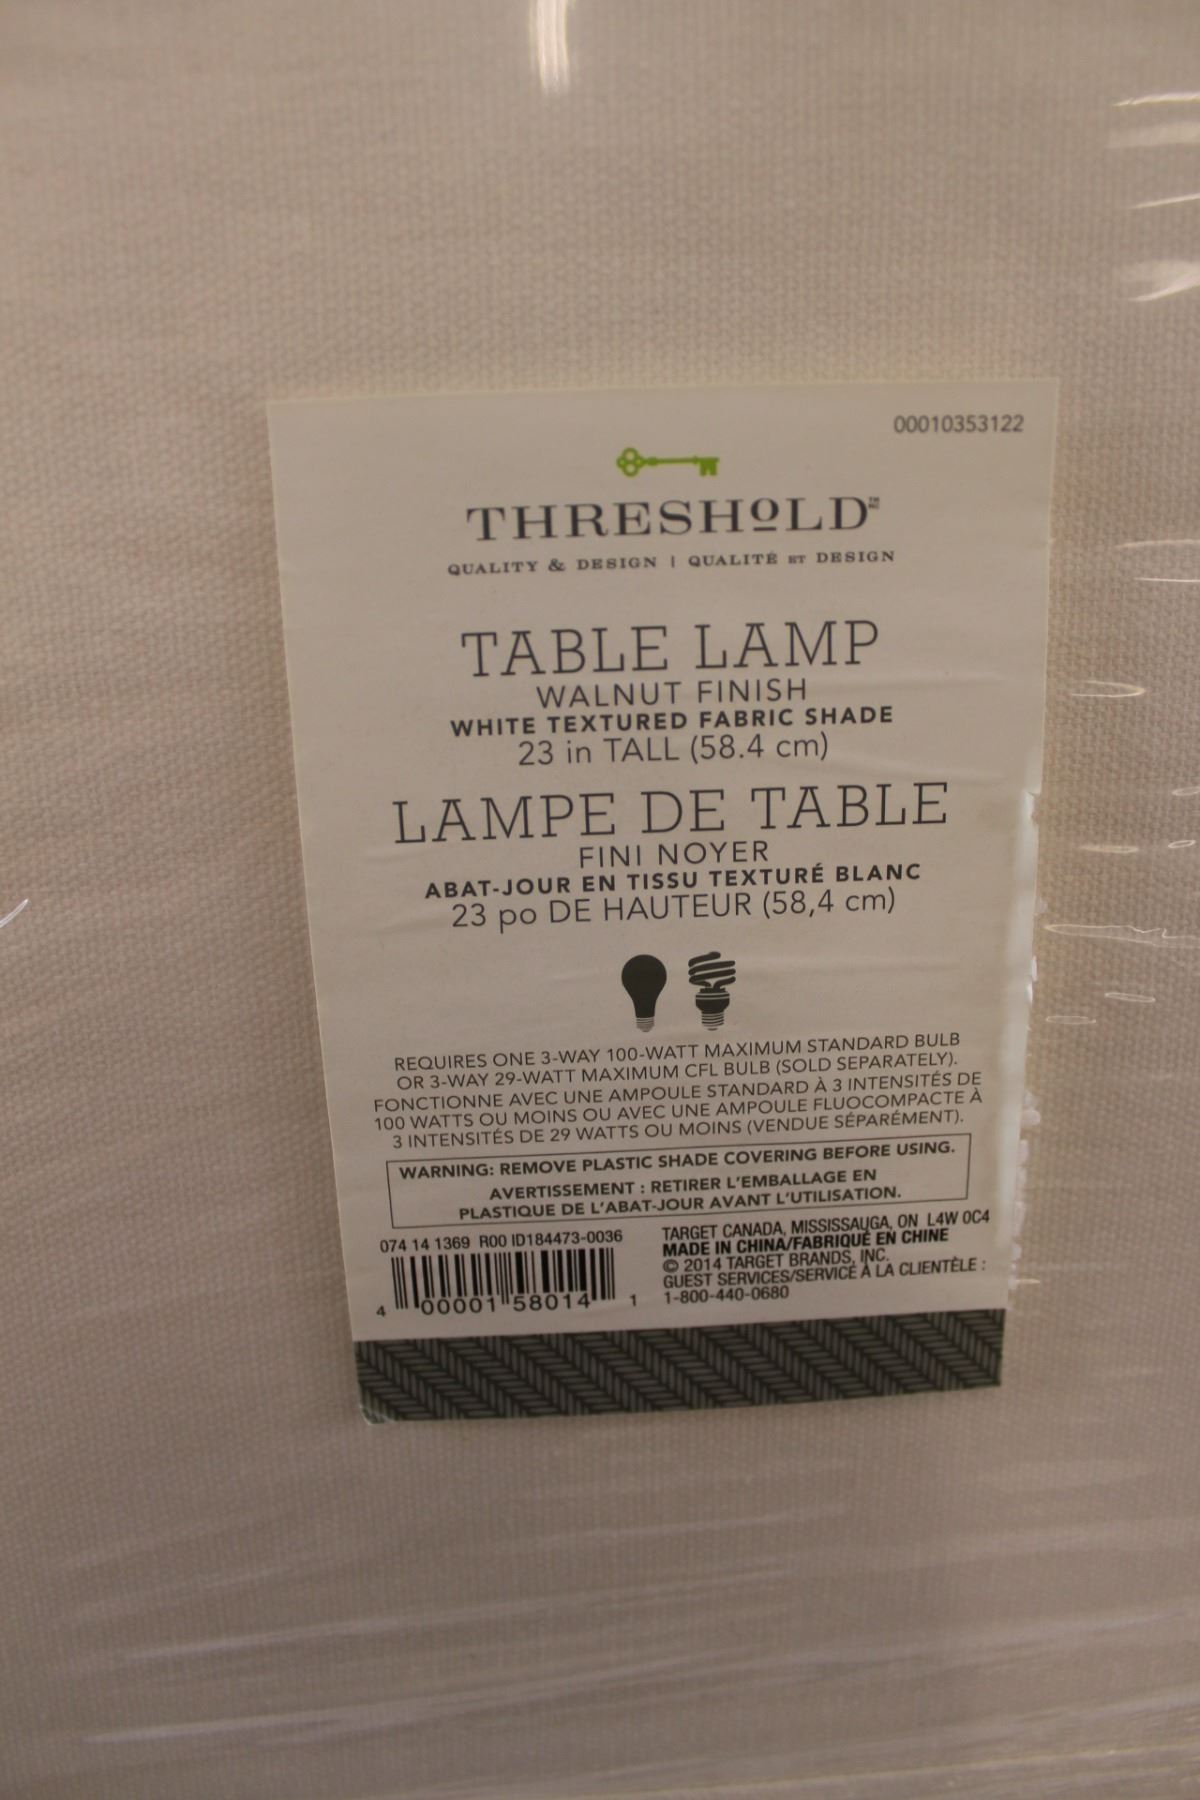 00010353122
THRESHOLD™ MC
QUALITY & DESIGN | QUALITÉ ET DESIGN
TABLE LAMP
WALNUT FINISH
WHITE TEXTURED FABRIC SHADE
23 in TALL (58.4 cm)
LAMPE DE TABLE
FINI NOYER
ABAT-JOUR EN TISSU TEXTURÉ BLANC
23 po DE HAUTEUR (58,4 cm)
REQUIRES ONE 3-WAY 100-WATT MAXIMUM STANDARD BULB
OR 3-WAY 29-WATT MAXIMUM CFL BULB (SOLD SEPARATELY).
FONCTIONNE AVEC UNE AMPOULE STANDARD À 3 INTENSITÉS DE
100 WATTS OU MOINS OU AVEC UNE AMPOULE FLUOCOMPACTE À
3 INTENSITÉS DE 29 WATTS OU MOINS (VENDUE SÉPARÉMENT).
WARNING: REMOVE PLASTIC SHADE COVERING BEFORE USING.
AVERTISSEMENT : RETIRER L'EMBALLAGE EN
PLASTIQUE DE L'ABAT-JOUR AVANT L'UTILISATION.
074 14 1369 R00 ID184473-0036
4 00001 58014 1
TARGET CANADA, MISSISSAUGA, ON L4W 0C4
MADE IN CHINA/FABRIQUÉ EN CHINE
© 2014 TARGET BRANDS, INC.
GUEST SERVICES/SERVICE À LA CLIENTÈLE :
1-800-440-0680